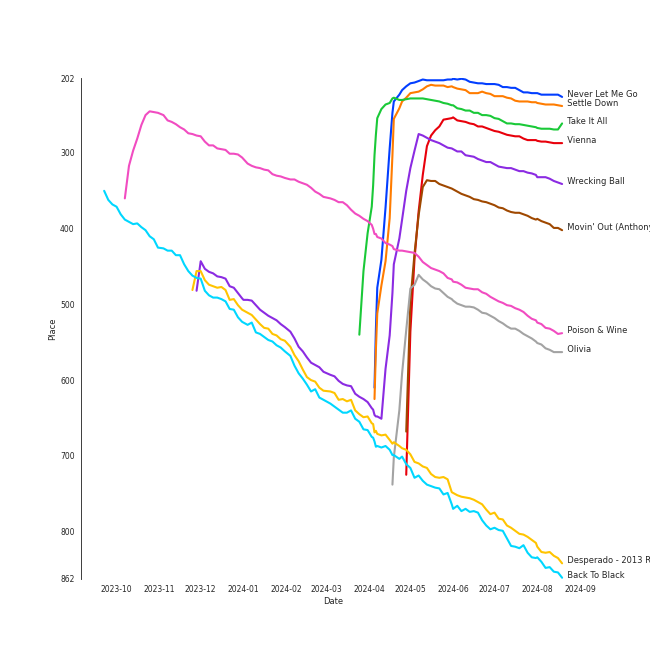 202
300
400
500
600
700
800
862
Place
Never Let Me Go
Settle Down
Take It All
Vienna
Wrecking Ball
Movin' Out (Anthony
Poison & Wine
Olivia
Desperado - 2013 R
Back To Black
2023-10
2023-11
2023-12
2024-01
2024-02
2024-03
2024-04
2024-05
2024-06
2024-07
2024-08
2024-09
Date